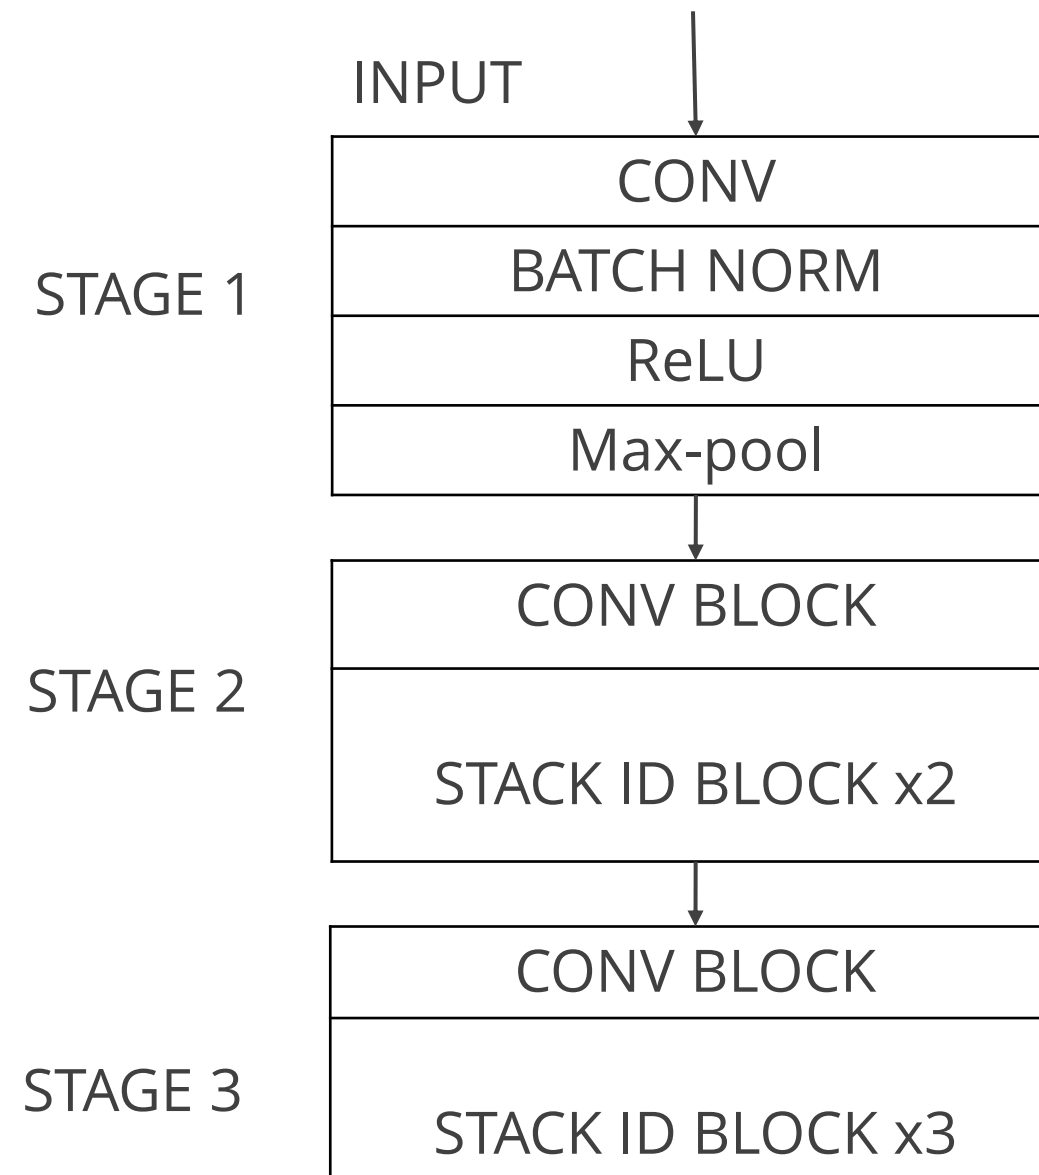 INPUT
CONV
BATCH NORM
STAGE 1
ReLU
Max-pool
CONV BLOCK
STAGE 2
STACK ID BLOCK x2
CONV BLOCK
STAGE 3
STACK ID BLOCK x3